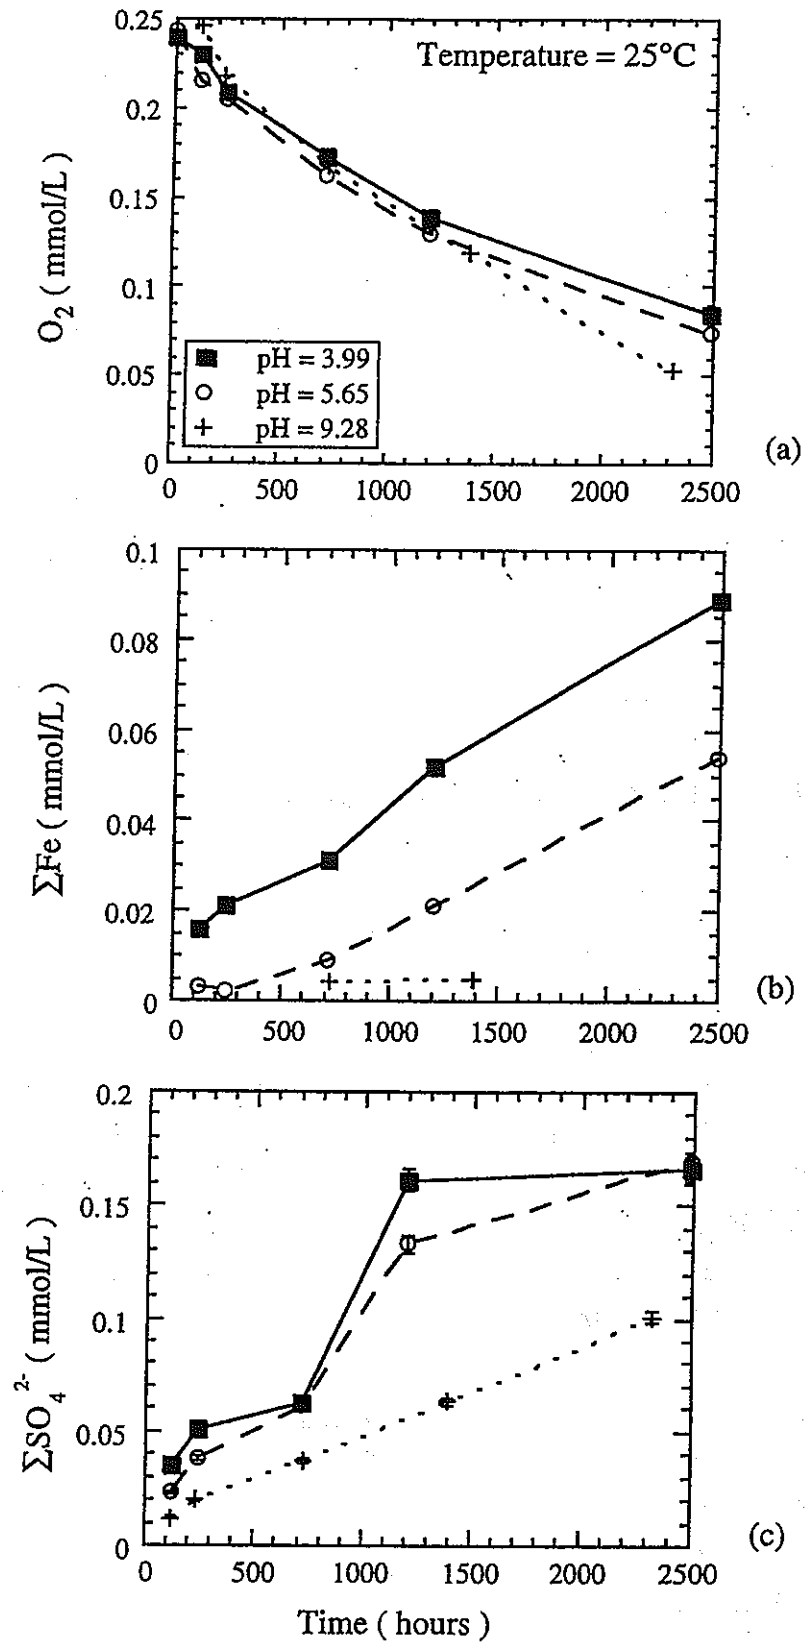 0.25
Temperature = 25°C
0.2
0.15
O₂ ( mmol/L )
0.1
0.05
0
pH = 3.99
pH = 5.65
pH = 9.28
(a)
0 500 1000 1500 2000 2500
0.1
0.08
0.06
ΣFe ( mmol/L )
0.04
0.02
0
(b)
0 500 1000 1500 2000 2500
0.2
0.15
ΣSO₄²⁻ ( mmol/L )
0.1
0.05
0
(c)
0 500 1000 1500 2000 2500
Time ( hours )